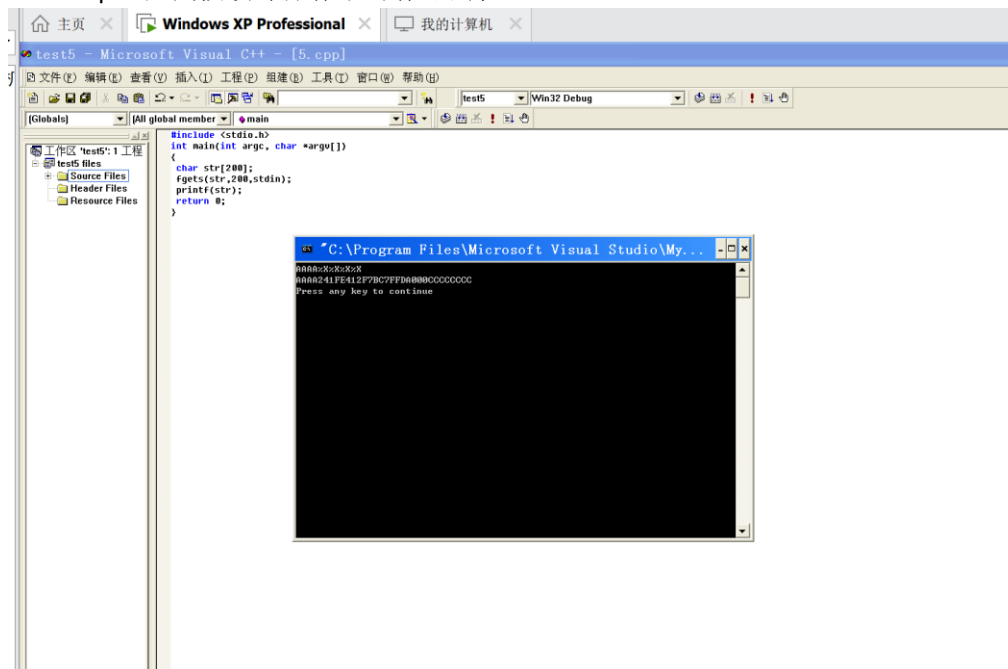 主页 × Windows XP Professional × 我的计算机 ×
test5 - Microsoft Visual C++ - [5.cpp]
文件(F) 编辑(E) 查看(V) 插入(I) 工程(P) 组建(B) 工具(T) 窗口(W) 帮助(H)
test5 Win32 Debug
(Globals) (All global member main
工作区 'test5': 1 工程
test5 files
Source Files
Header Files
Resource Files
#include <stdio.h>
int main(int argc, char *argv[])
{
char str[200];
fgets(str,200,stdin);
printf(str);
return 0;
}
"C:\Program Files\Microsoft Visual Studio\My...
AAAA%X%X%X%X
AAAA241FE412F7BC7FFDA000CCCCCCCC
Press any key to continue